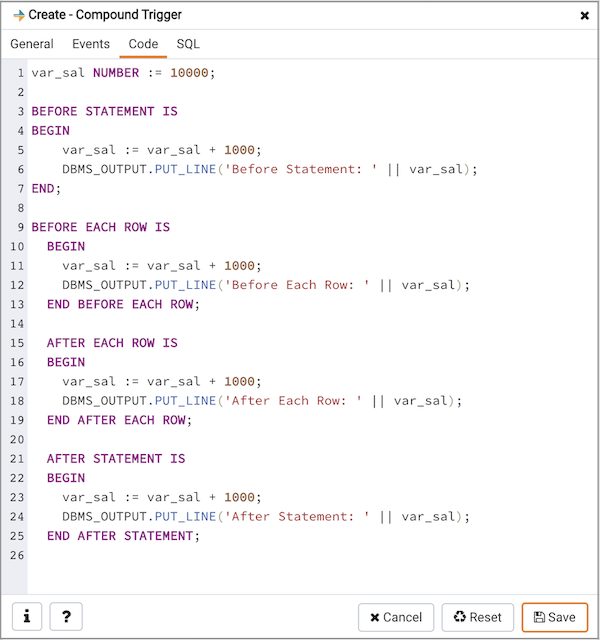 Create - Compound Trigger
General Events Code SQL
1 var_sal NUMBER := 10000;
2
3 BEFORE STATEMENT IS
4 BEGIN
5 var_sal := var_sal + 1000;
6 DBMS_OUTPUT.PUT_LINE('Before Statement: ' || var_sal);
7 END;
8
9 BEFORE EACH ROW IS
10 BEGIN
11 var_sal := var_sal + 1000;
12 DBMS_OUTPUT.PUT_LINE('Before Each Row: ' || var_sal);
13 END BEFORE EACH ROW;
14
15 AFTER EACH ROW IS
16 BEGIN
17 var_sal := var_sal + 1000;
18 DBMS_OUTPUT.PUT_LINE('After Each Row: ' || var_sal);
19 END AFTER EACH ROW;
20
21 AFTER STATEMENT IS
22 BEGIN
23 var_sal := var_sal + 1000;
24 DBMS_OUTPUT.PUT_LINE('After Statement: ' || var_sal);
25 END AFTER STATEMENT;
26
i ? Cancel Reset Save